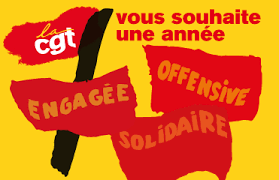 la
cgt
vous souhaite
une année
ENGAGÉE
OFFENSIVE
SOLIDAIRE